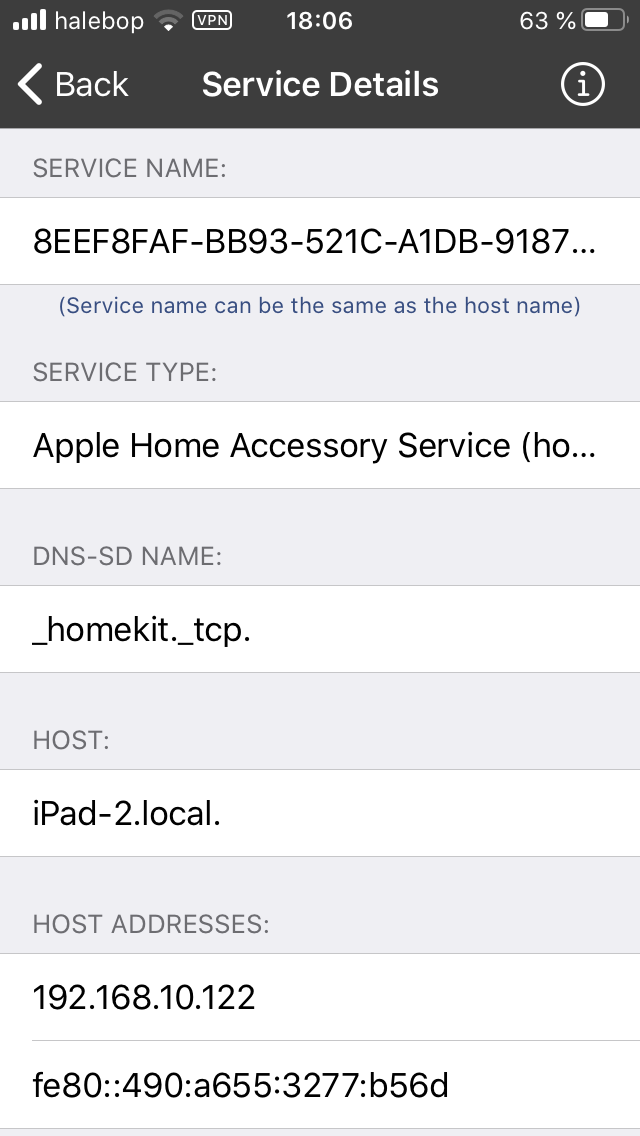 halebop VPN 18:06 63 %
Back Service Details
SERVICE NAME:
8EEF8FAF-BB93-521C-A1DB-9187...
(Service name can be the same as the host name)
SERVICE TYPE:
Apple Home Accessory Service (ho...
DNS-SD NAME:
_homekit._tcp.
HOST:
iPad-2.local.
HOST ADDRESSES:
192.168.10.122
fe80::490:a655:3277:b56d